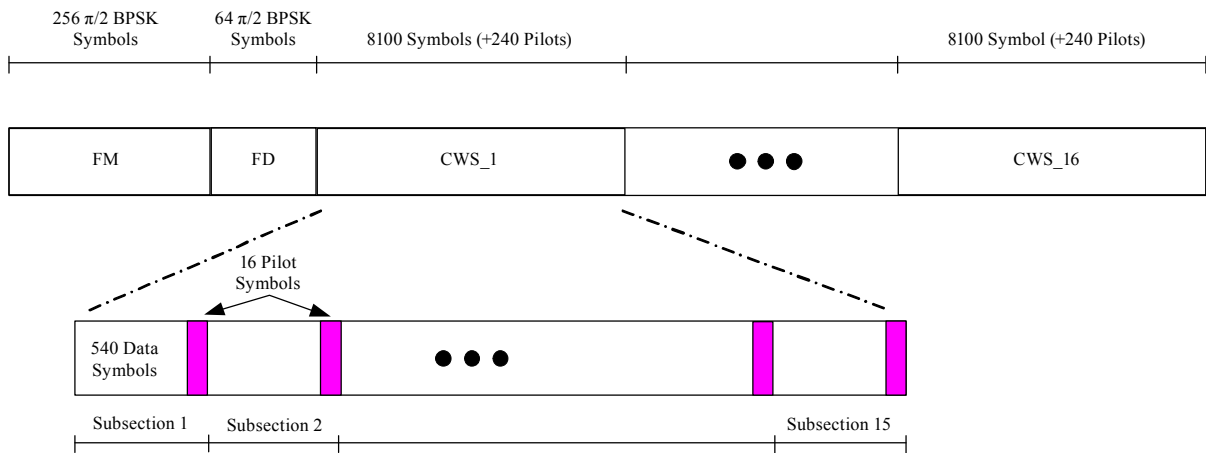 256 π/2 BPSK
Symbols
64 π/2 BPSK
Symbols
8100 Symbols (+240 Pilots)
8100 Symbol (+240 Pilots)
FM
FD
CWS_1
CWS_16
16 Pilot
Symbols
540 Data
Symbols
Subsection 1
Subsection 2
Subsection 15